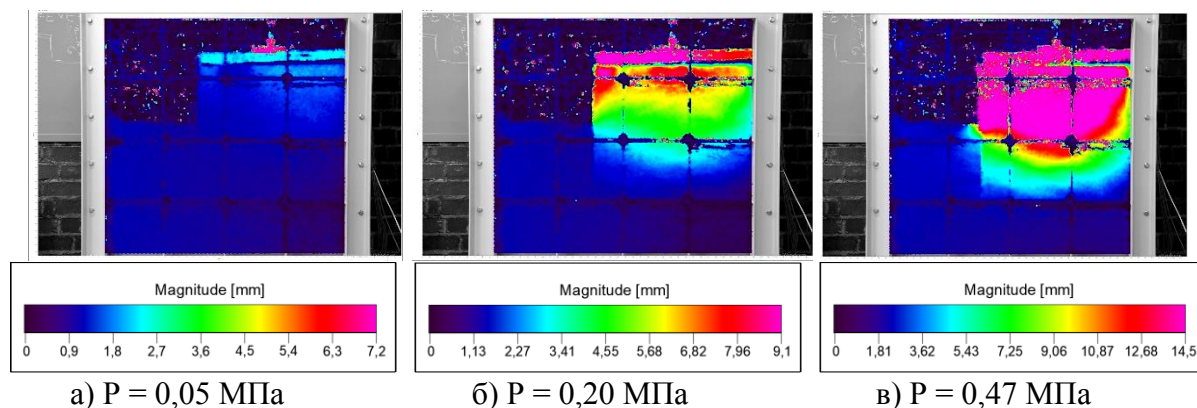 Magnitude [mm]
0 0,9 1,8 2,7 3,6 4,5 5,4 6,3 7,2
Magnitude [mm]
0 1,13 2,27 3,41 4,55 5,68 6,82 7,96 9,1
Magnitude [mm]
0 1,81 3,62 5,43 7,25 9,06 10,87 12,68 14,5
а) P = 0,05 МПа
б) P = 0,20 МПа
в) P = 0,47 МПа